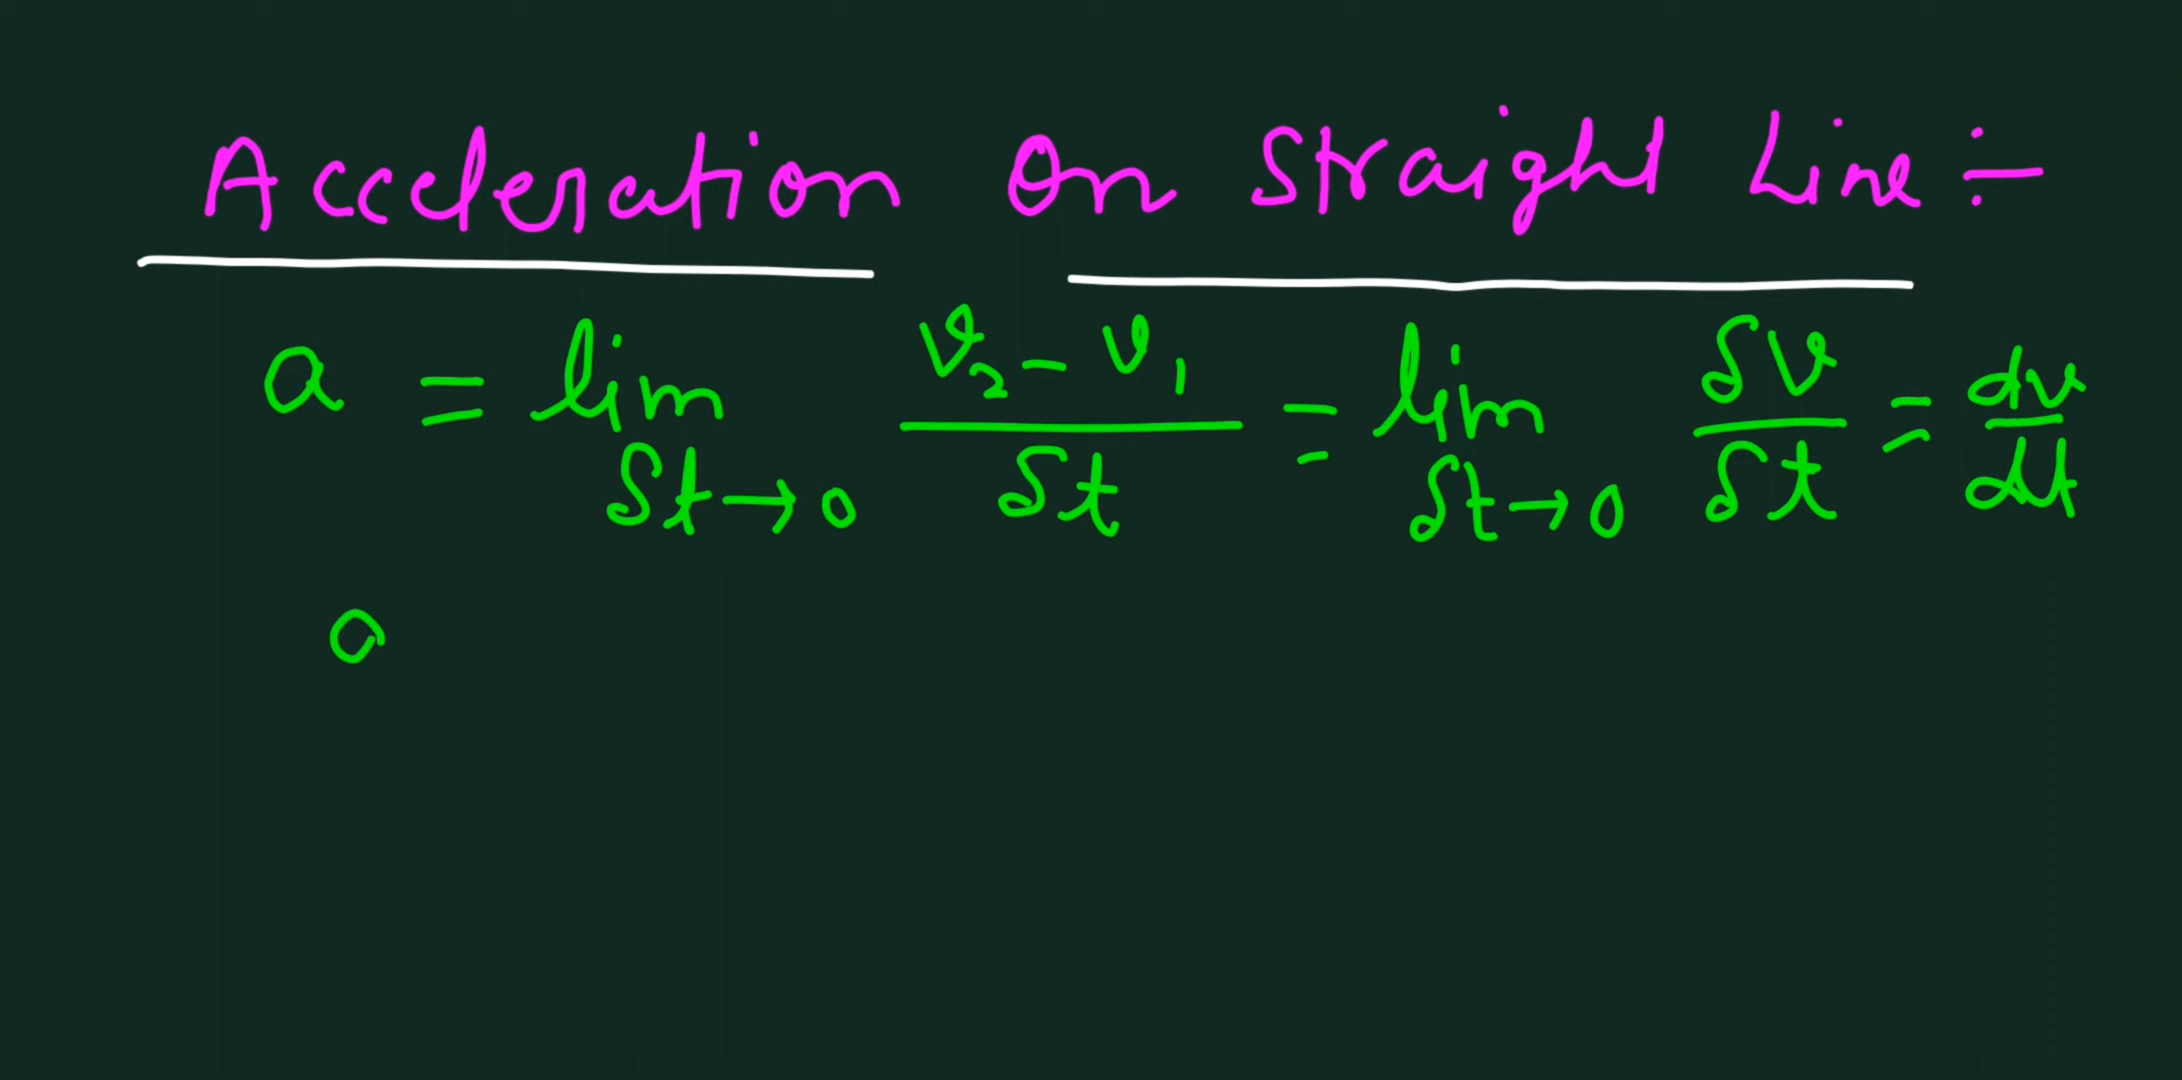 Acceleration On Straight Line :-
a = lim δt→0 (v₂ - v₁)/δt = lim δt→0 δv/δt = dv/dt
a